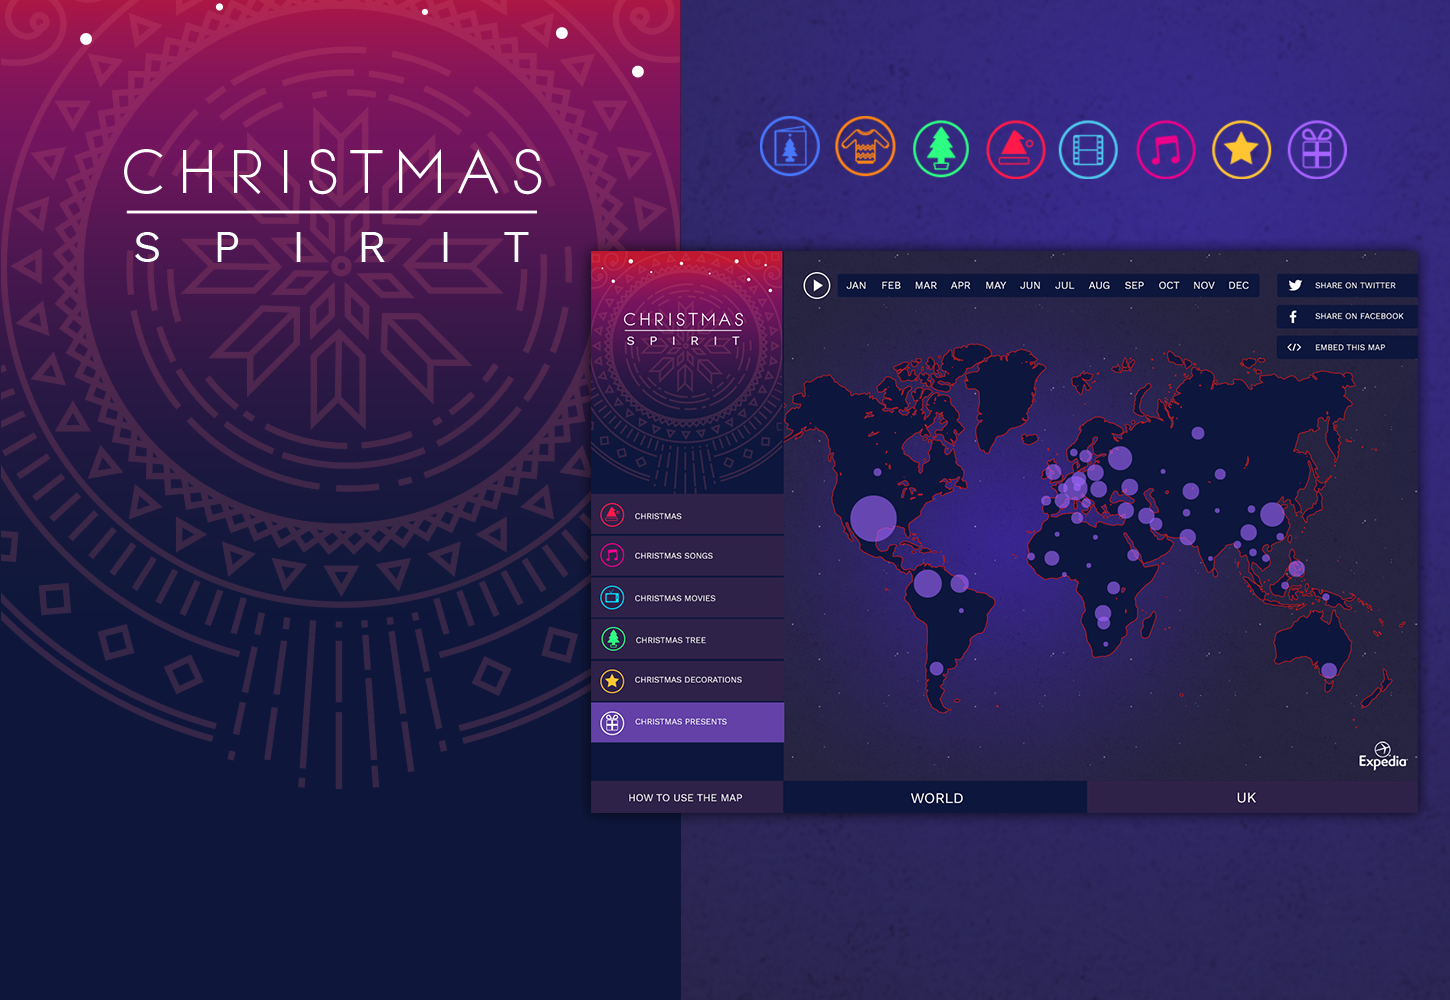 CHRISTMAS
SPIRIT
CHRISTMAS
SPIRIT
JAN FEB MAR APR MAY JUN JUL AUG SEP OCT NOV DEC
SHARE ON TWITTER
SHARE ON FACEBOOK
</> EMBED THIS MAP
CHRISTMAS
CHRISTMAS SONGS
CHRISTMAS MOVIES
CHRISTMAS TREE
CHRISTMAS DECORATIONS
CHRISTMAS PRESENTS
Expedia
HOW TO USE THE MAP
WORLD
UK